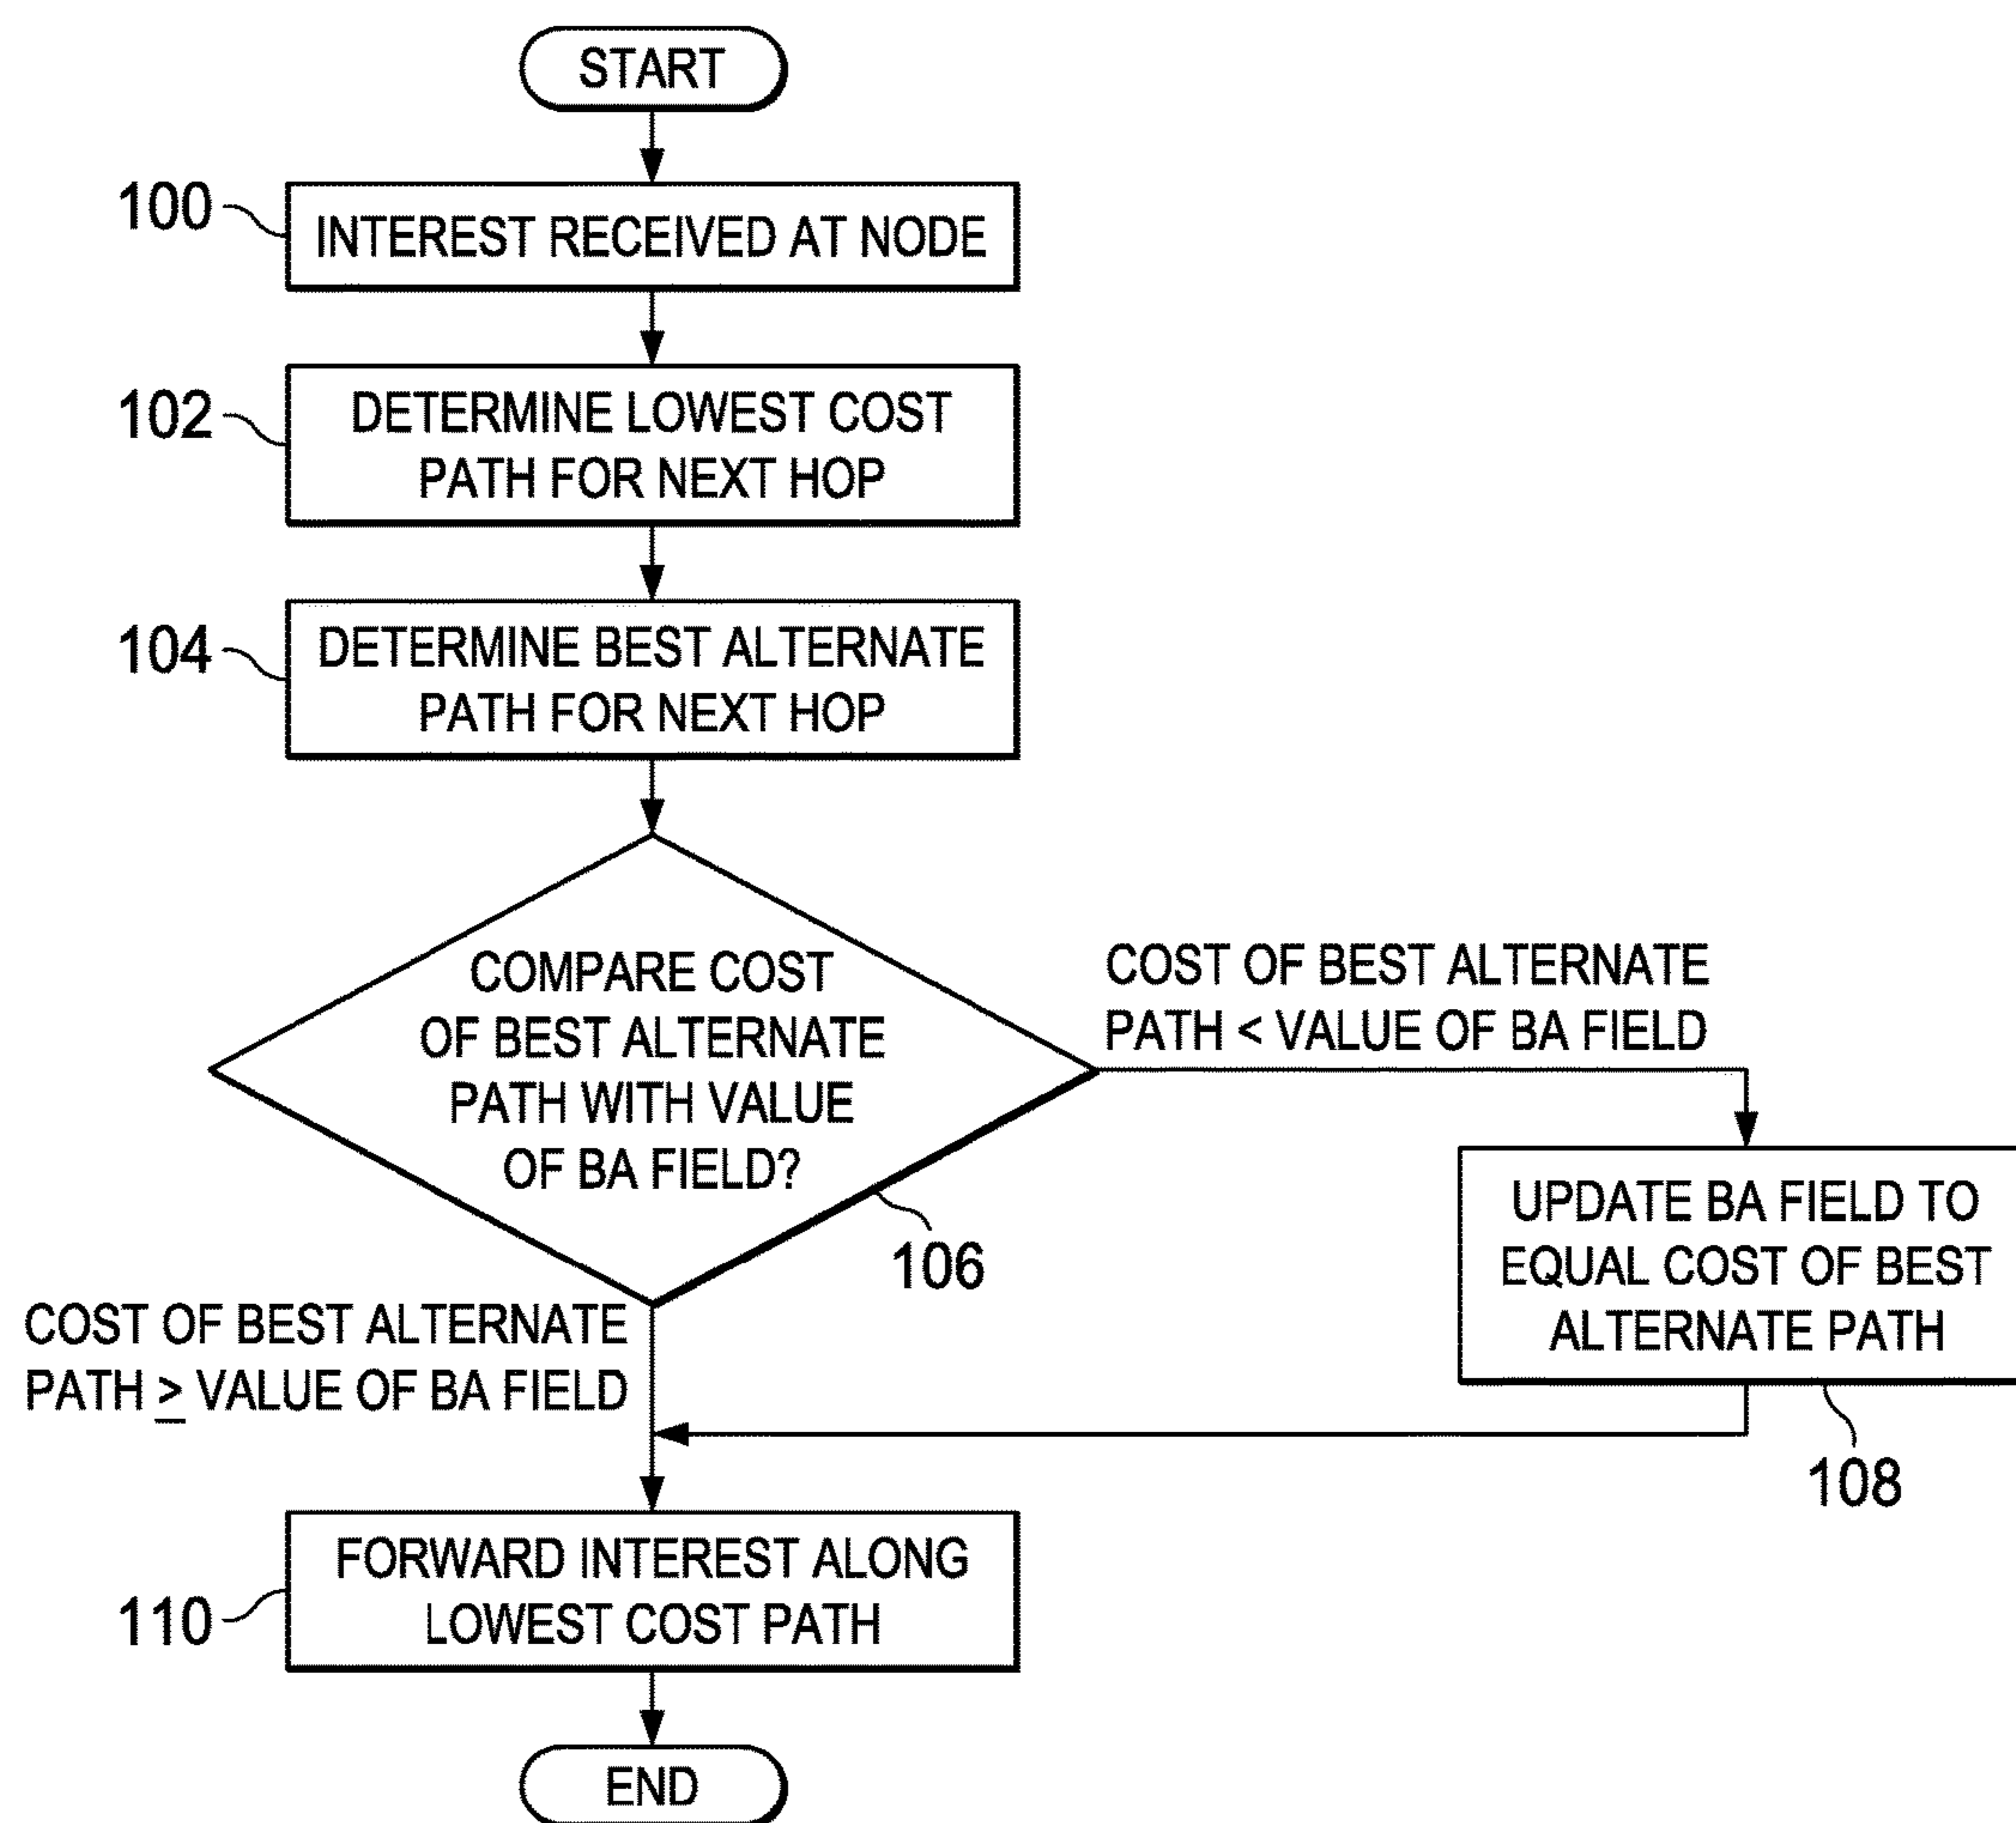 START
100
INTEREST RECEIVED AT NODE
102
DETERMINE LOWEST COST
PATH FOR NEXT HOP
104
DETERMINE BEST ALTERNATE
PATH FOR NEXT HOP
COMPARE COST
OF BEST ALTERNATE
PATH WITH VALUE
OF BA FIELD?
106
COST OF BEST ALTERNATE
PATH < VALUE OF BA FIELD
UPDATE BA FIELD TO
EQUAL COST OF BEST
ALTERNATE PATH
108
COST OF BEST ALTERNATE
PATH ≥ VALUE OF BA FIELD
110
FORWARD INTEREST ALONG
LOWEST COST PATH
END